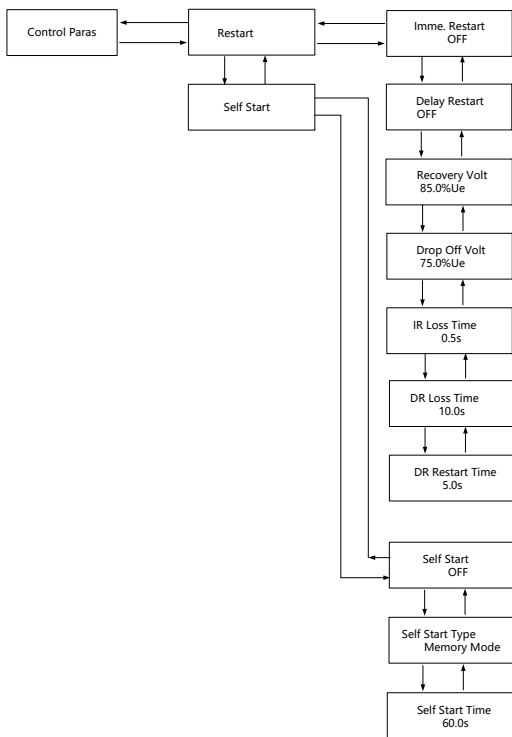 Control Paras
Restart
Imme. Restart
OFF
Self Start
Delay Restart
OFF
Recovery Volt
85.0%Ue
Drop Off Volt
75.0%Ue
IR Loss Time
0.5s
DR Loss Time
10.0s
DR Restart Time
5.0s
Self Start
OFF
Self Start Type
Memory Mode
Self Start Time
60.0s